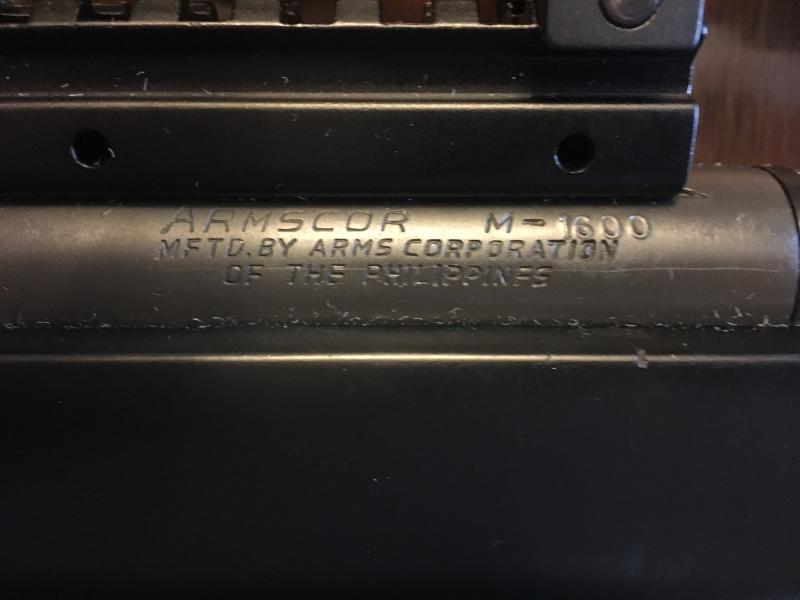 ARMSCOR M-1600
MFTD. BY ARMS CORPORATION
OF THE PHILIPPINES